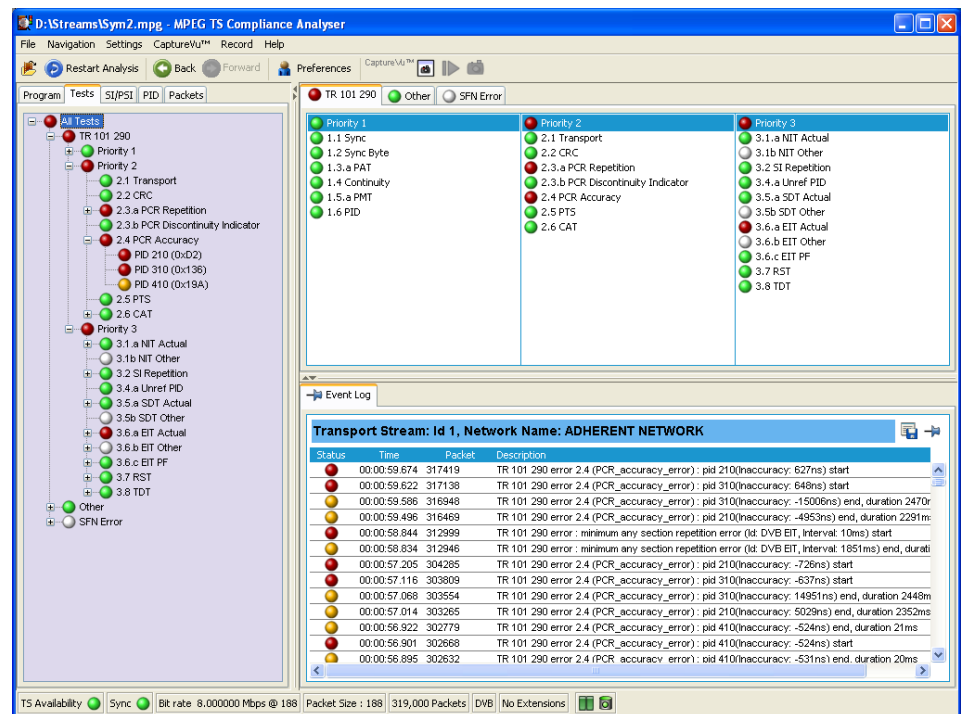 D:\Streams\Sym2.mpg - MPEG TS Compliance Analyser
File Navigation Settings CaptureVu™ Record Help
Restart Analysis Back Forward Preferences CaptureVu™
Program Tests SI/PSI PID Packets
All Tests
TR 101 290
Priority 1
Priority 2
2.1 Transport
2.2 CRC
2.3.a PCR Repetition
2.3.b PCR Discontinuity Indicator
2.4 PCR Accuracy
PID 210 (0xD2)
PID 310 (0x136)
PID 410 (0x19A)
2.5 PTS
2.6 CAT
Priority 3
3.1.a NIT Actual
3.1b NIT Other
3.2 SI Repetition
3.4.a Unref PID
3.5.a SDT Actual
3.5b SDT Other
3.6.a EIT Actual
3.6.b EIT Other
3.6.c EIT PF
3.7 RST
3.8 TDT
Other
SFN Error
TR 101 290 Other SFN Error
Priority 1
1.1 Sync
1.2 Sync Byte
1.3.a PAT
1.4 Continuity
1.5.a PMT
1.6 PID
Priority 2
2.1 Transport
2.2 CRC
2.3.a PCR Repetition
2.3.b PCR Discontinuity Indicator
2.4 PCR Accuracy
2.5 PTS
2.6 CAT
Priority 3
3.1.a NIT Actual
3.1b NIT Other
3.2 SI Repetition
3.4.a Unref PID
3.5.a SDT Actual
3.5b SDT Other
3.6.a EIT Actual
3.6.b EIT Other
3.6.c EIT PF
3.7 RST
3.8 TDT
Event Log
Transport Stream: Id 1, Network Name: ADHERENT NETWORK
Status Time Packet Description
00:00:59.674 317419 TR 101 290 error 2.4 (PCR_accuracy_error) : pid 210(Inaccuracy: 627ns) start
00:00:59.622 317138 TR 101 290 error 2.4 (PCR_accuracy_error) : pid 310(Inaccuracy: 648ns) start
00:00:59.586 316948 TR 101 290 error 2.4 (PCR_accuracy_error) : pid 310(Inaccuracy: -15006ns) end, duration 2470
00:00:59.496 316469 TR 101 290 error 2.4 (PCR_accuracy_error) : pid 210(Inaccuracy: -4953ns) end, duration 2291m
00:00:58.844 312999 TR 101 290 error : minimum any section repetition error (Id: DVB EIT, Interval: 10ms) start
00:00:58.834 312946 TR 101 290 error : minimum any section repetition error (Id: DVB EIT, Interval: 1851ms) end, durati
00:00:57.205 304285 TR 101 290 error 2.4 (PCR_accuracy_error) : pid 210(Inaccuracy: -726ns) start
00:00:57.116 303809 TR 101 290 error 2.4 (PCR_accuracy_error) : pid 310(Inaccuracy: -637ns) start
00:00:57.068 303554 TR 101 290 error 2.4 (PCR_accuracy_error) : pid 310(Inaccuracy: 14951ns) end, duration 2448m
00:00:57.014 303265 TR 101 290 error 2.4 (PCR_accuracy_error) : pid 210(Inaccuracy: 5029ns) end, duration 2352ms
00:00:56.922 302779 TR 101 290 error 2.4 (PCR_accuracy_error) : pid 410(Inaccuracy: -524ns) end, duration 21ms
00:00:56.901 302668 TR 101 290 error 2.4 (PCR_accuracy_error) : pid 410(Inaccuracy: -524ns) start
00:00:56.895 302632 TR 101 290 error 2.4 (PCR_accuracy_error) : pid 410(Inaccuracy: -531ns) end, duration 20ms
TS Availability Sync Bit rate 8.000000 Mbps @ 188 Packet Size : 188 319,000 Packets DVB No Extensions